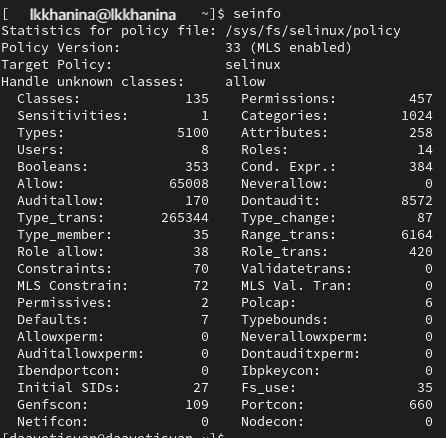 [ lkkhanina@lkkhanina ~]$ seinfo
Statistics for policy file: /sys/fs/selinux/policy
Policy Version: 33 (MLS enabled)
Target Policy: selinux
Handle unknown classes: allow
Classes: 135 Permissions: 457
Sensitivities: 1 Categories: 1024
Types: 5100 Attributes: 258
Users: 8 Roles: 14
Booleans: 353 Cond. Expr.: 384
Allow: 65008 Neverallow: 0
Auditallow: 170 Dontaudit: 8572
Type_trans: 265344 Type_change: 87
Type_member: 35 Range_trans: 6164
Role allow: 38 Role_trans: 420
Constraints: 70 Validatetrans: 0
MLS Constrain: 72 MLS Val. Tran: 0
Permissives: 2 Polcap: 6
Defaults: 7 Typebounds: 0
Allowxperm: 0 Neverallowxperm: 0
Auditallowxperm: 0 Dontauditxperm: 0
Ibendportcon: 0 Ibpkeycon: 0
Initial SIDs: 27 Fs_use: 35
Genfscon: 109 Portcon: 660
Netifcon: 0 Nodecon: 0